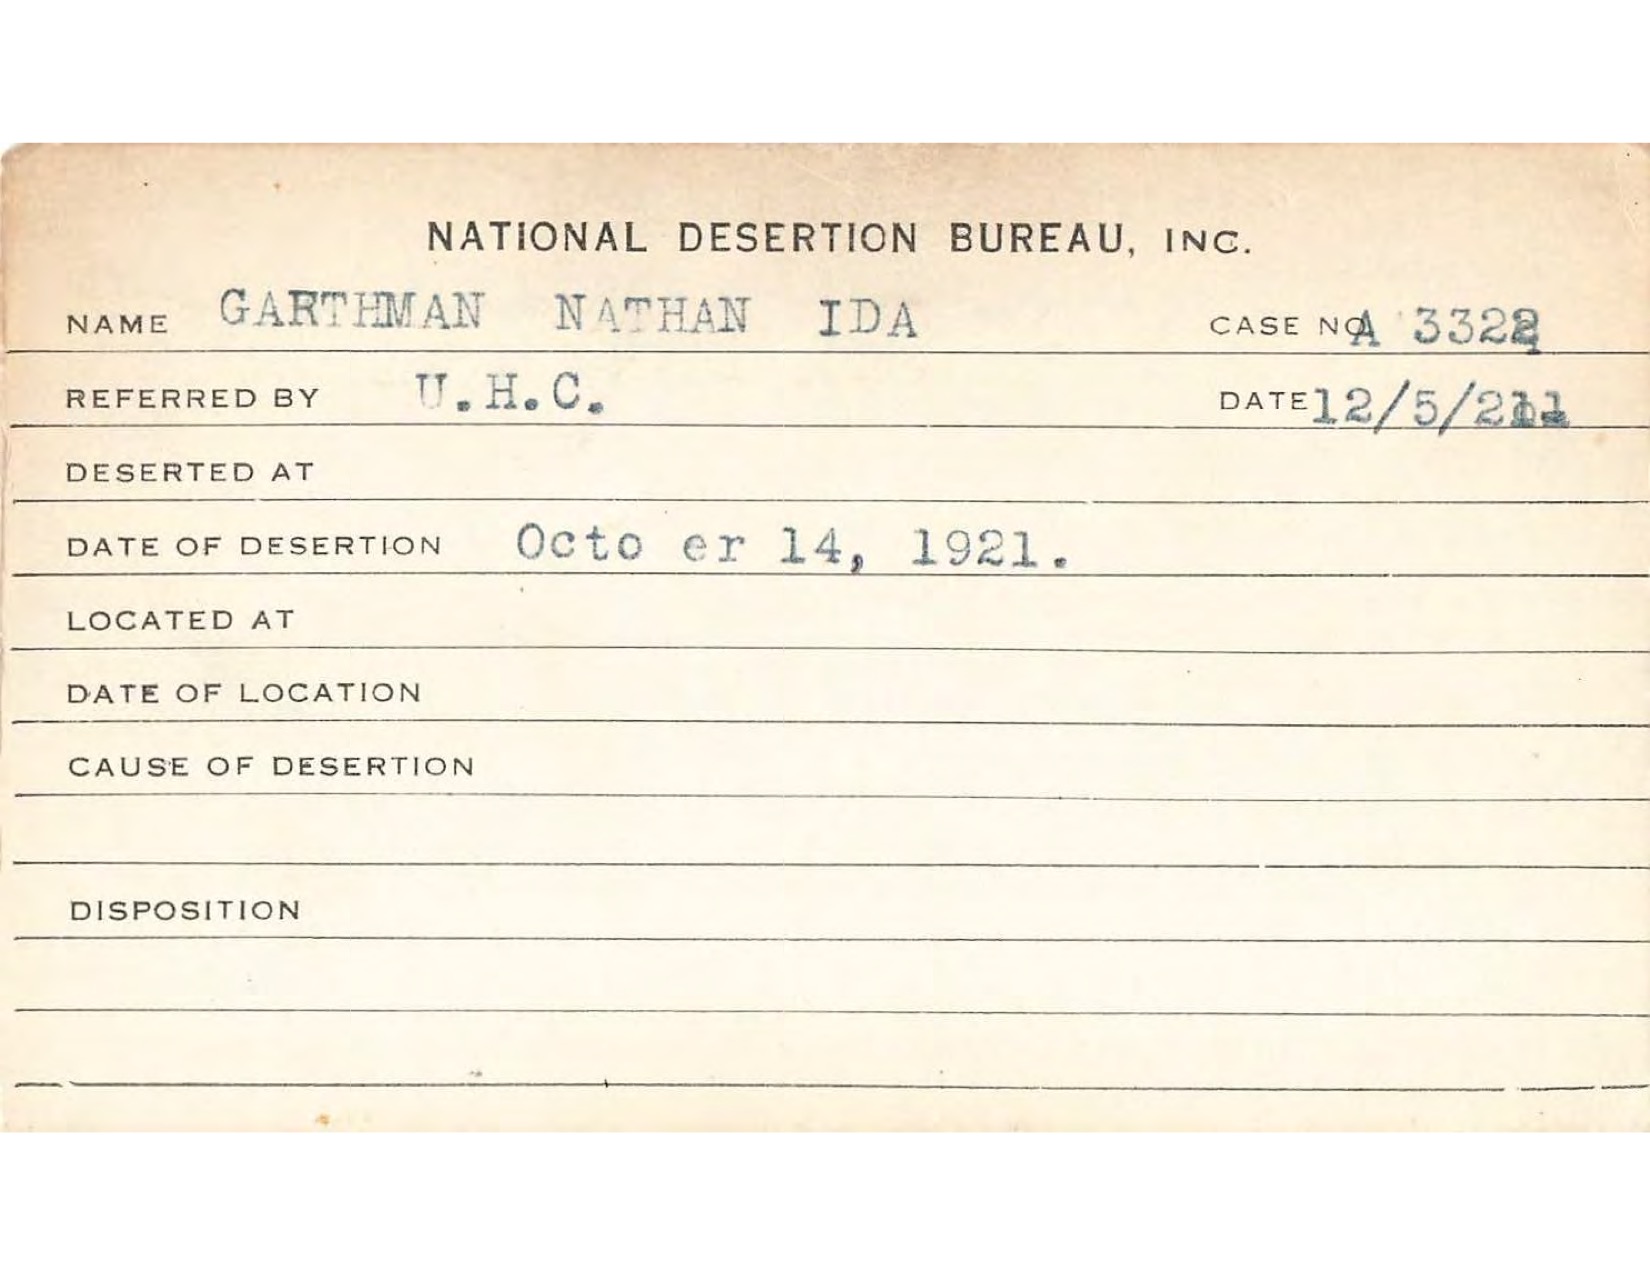 NATIONAL DESERTION BUREAU, INC.
NAME GARTHMAN NATHAN IDA CASE NO. A
REFERRED BY U.H.C. DATE 12/5/21
DESERTED AT
DATE OF DESERTION Octo er 14, 1921.
LOCATED AT
DATE OF LOCATION
CAUSE OF DESERTION
DISPOSITION